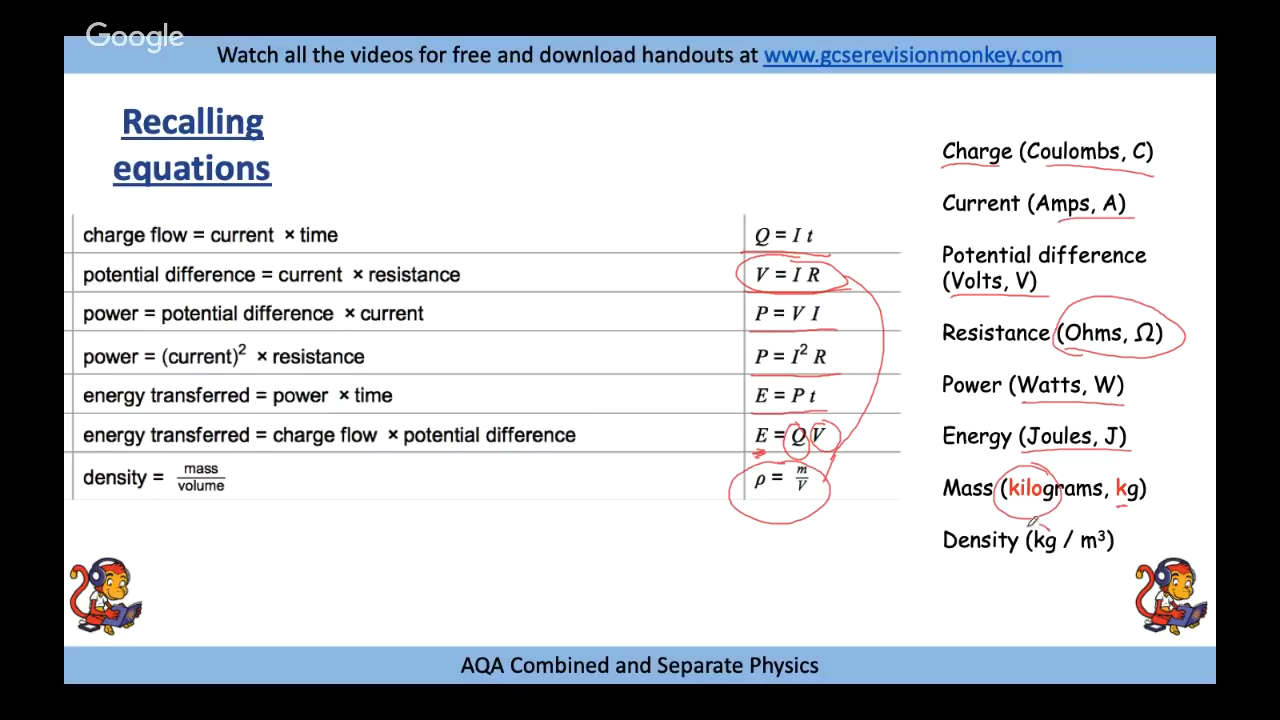 Google
Watch all the videos for free and download handouts at www.gcserevisionmonkey.com
Recalling
equations
charge flow = current × time Q = I t
potential difference = current × resistance V = I R
power = potential difference × current P = V I
power = (current)² × resistance P = I² R
energy transferred = power × time E = P t
energy transferred = charge flow × potential difference E = Q V
density = mass / volume ρ = m / V
Charge (Coulombs, C)
Current (Amps, A)
Potential difference
(Volts, V)
Resistance (Ohms, Ω)
Power (Watts, W)
Energy (Joules, J)
Mass (kilograms, kg)
Density (kg / m³)
AQA Combined and Separate Physics